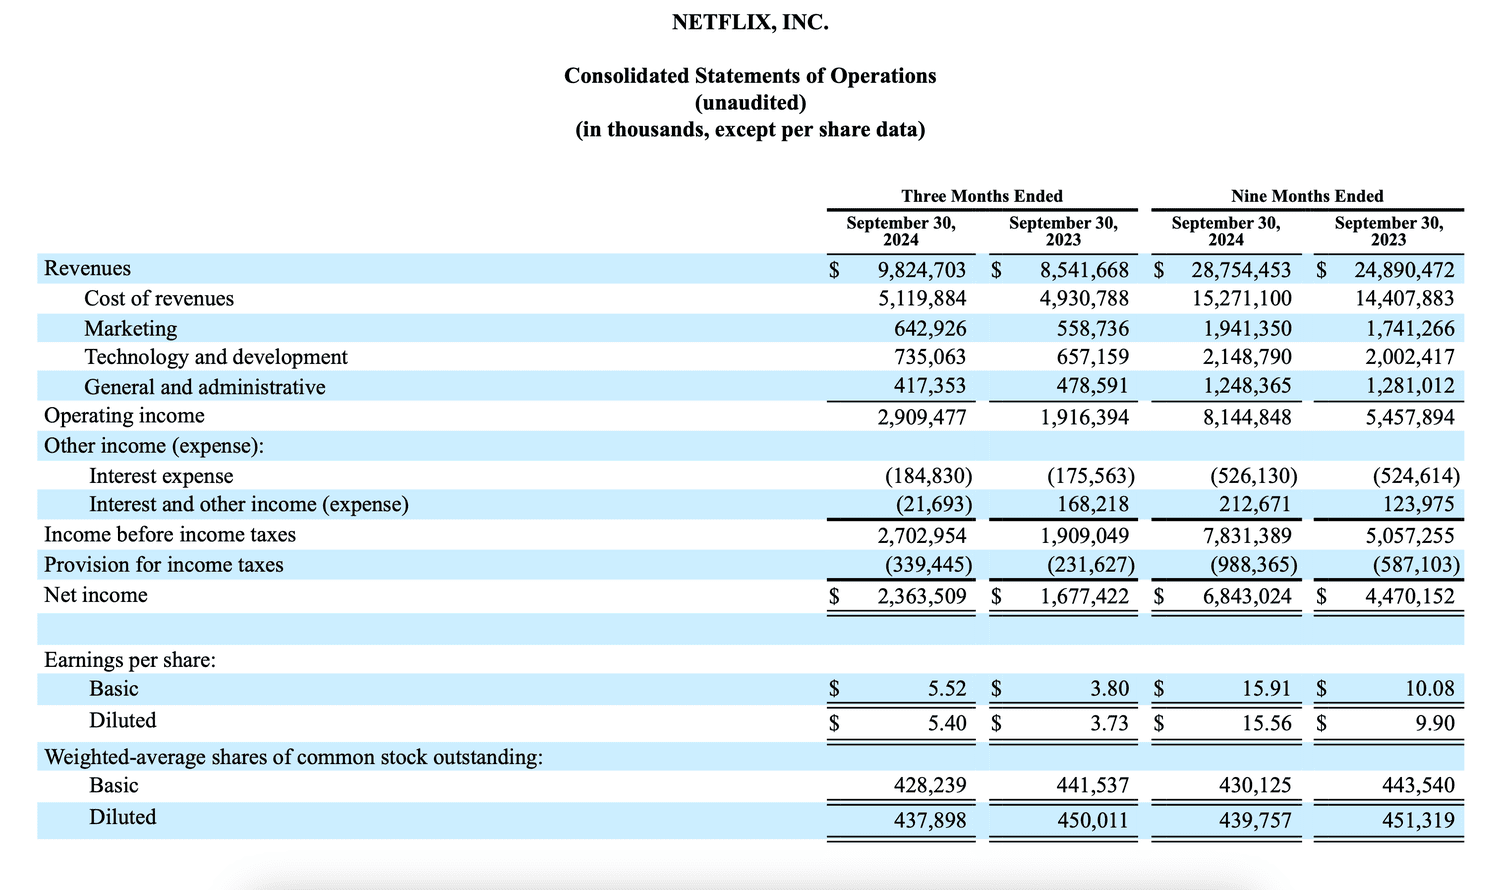 NETFLIX, INC.
Consolidated Statements of Operations
(unaudited)
(in thousands, except per share data)
Three Months Ended Nine Months Ended
September 30, 2024 September 30, 2023 September 30, 2024 September 30, 2023
Revenues $ 9,824,703 $ 8,541,668 $ 28,754,453 $ 24,890,472
Cost of revenues 5,119,884 4,930,788 15,271,100 14,407,883
Marketing 642,926 558,736 1,941,350 1,741,266
Technology and development 735,063 657,159 2,148,790 2,002,417
General and administrative 417,353 478,591 1,248,365 1,281,012
Operating income 2,909,477 1,916,394 8,144,848 5,457,894
Other income (expense):
Interest expense (184,830) (175,563) (526,130) (524,614)
Interest and other income (expense) (21,693) 168,218 212,671 123,975
Income before income taxes 2,702,954 1,909,049 7,831,389 5,057,255
Provision for income taxes (339,445) (231,627) (988,365) (587,103)
Net income $ 2,363,509 $ 1,677,422 $ 6,843,024 $ 4,470,152
Earnings per share:
Basic $ 5.52 $ 3.80 $ 15.91 $ 10.08
Diluted $ 5.40 $ 3.73 $ 15.56 $ 9.90
Weighted-average shares of common stock outstanding:
Basic 428,239 441,537 430,125 443,540
Diluted 437,898 450,011 439,757 451,319